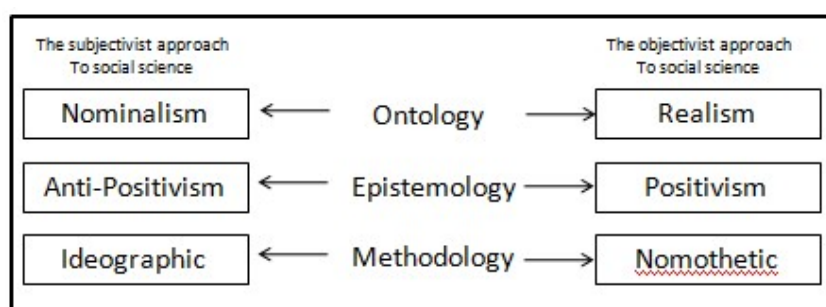 The subjectivist approach
To social science
The objectivist approach
To social science
Nominalism Ontology Realism
Anti-Positivism Epistemology Positivism
Ideographic Methodology Nomothetic